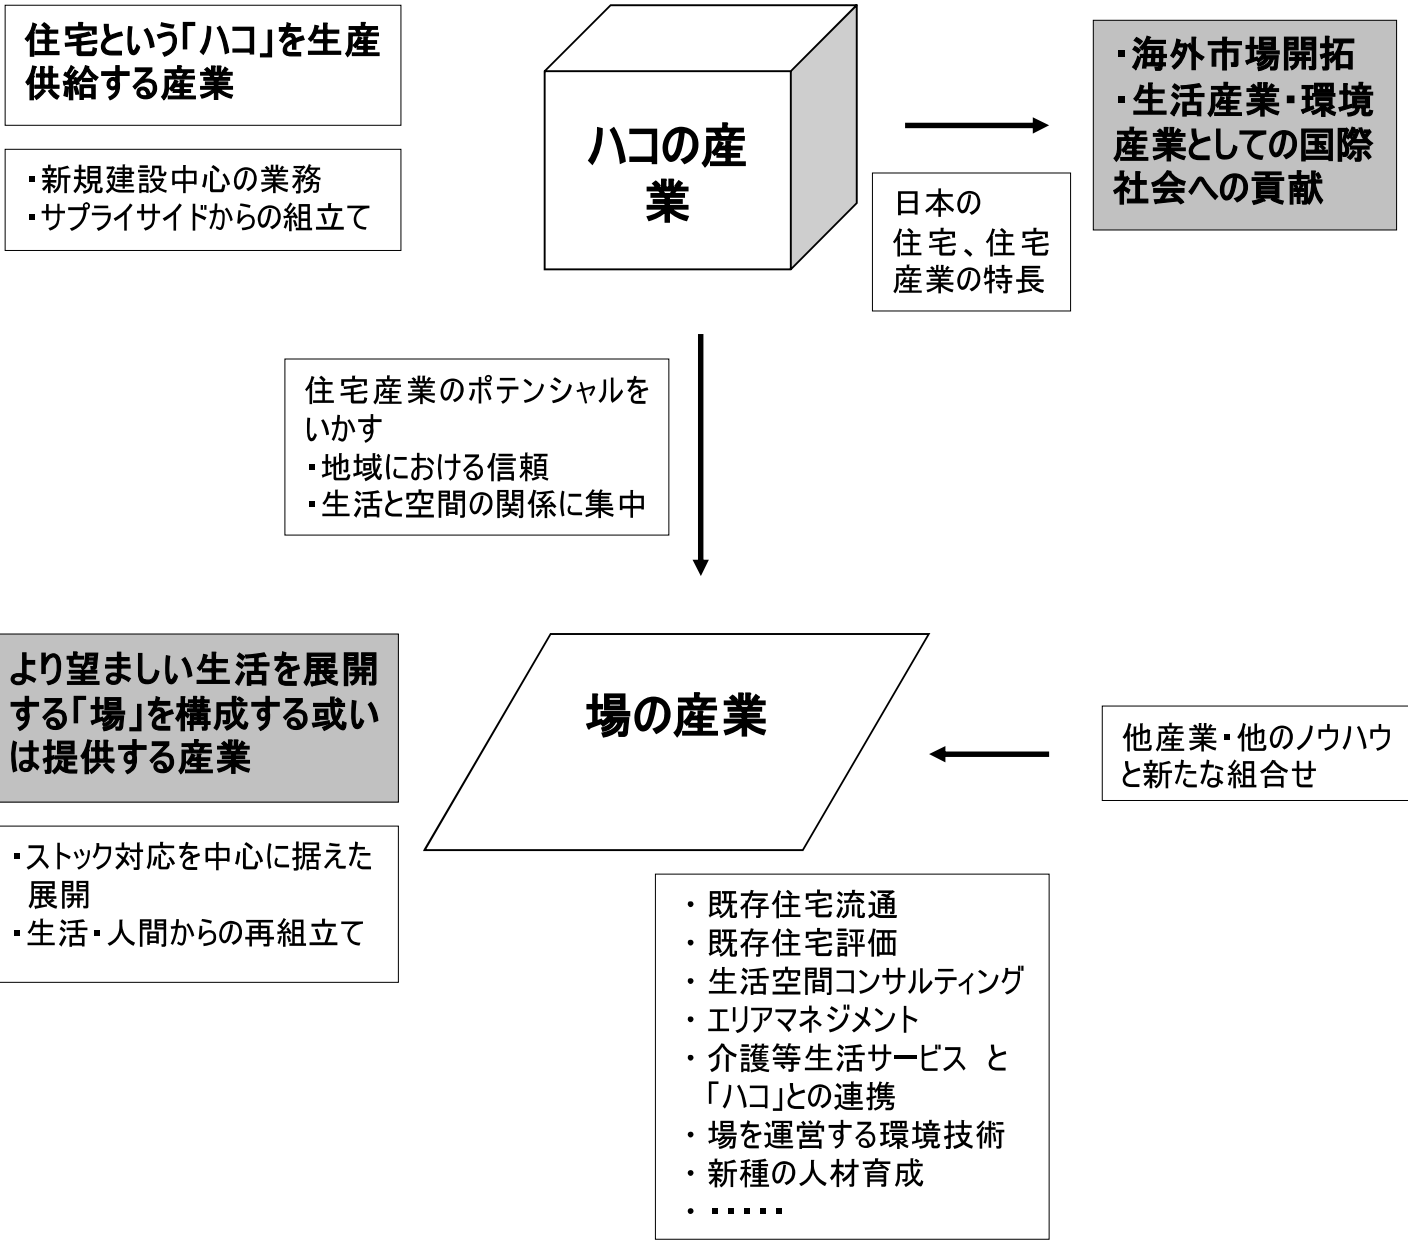 住宅という「ハコ」を生産
供給する産業
・新規建設中心の業務
・サプライサイドからの組立て
ハコの産
業
・海外市場開拓
・生活産業・環境
産業としての国際
社会への貢献
日本の
住宅、住宅
産業の特長
住宅産業のポテンシャルを
いかす
・地域における信頼
・生活と空間の関係に集中
より望ましい生活を展開
する「場」を構成する或い
は提供する産業
・ストック対応を中心に据えた
展開
・生活・人間からの再組立て
場の産業
他産業・他のノウハウ
と新たな組合せ
・ 既存住宅流通
・ 既存住宅評価
・ 生活空間コンサルティング
・ エリアマネジメント
・ 介護等生活サービス と
「ハコ」との連携
・ 場を運営する環境技術
・ 新種の人材育成
・ ・・・・・